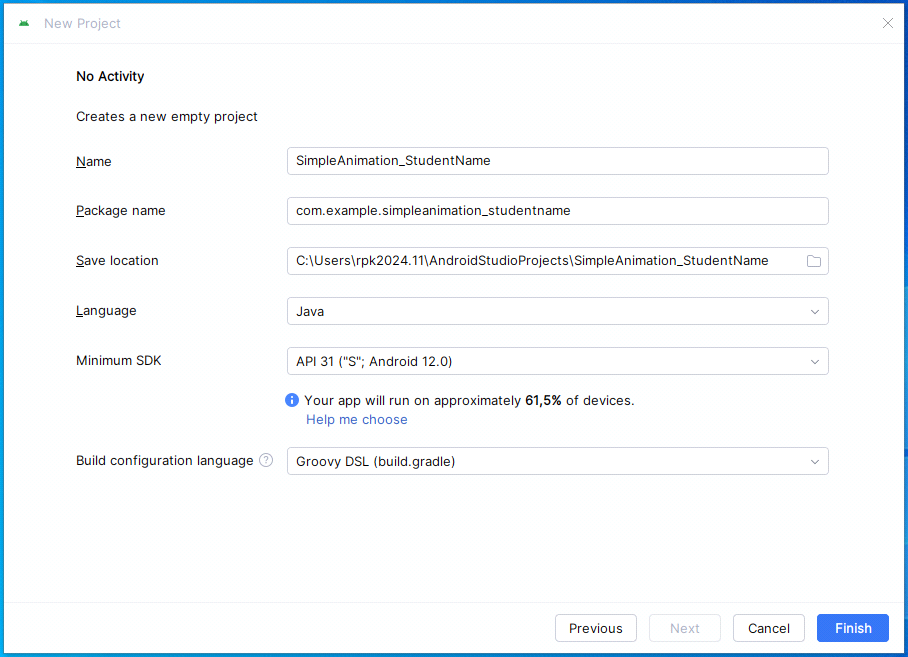 New Project
No Activity
Creates a new empty project
Name SimpleAnimation_StudentName
Package name com.example.simpleanimation_studentname
Save location C:\Users\rpk2024.11\AndroidStudioProjects\SimpleAnimation_StudentName
Language Java
Minimum SDK API 31 ("S"; Android 12.0)
Your app will run on approximately 61,5% of devices.
Help me choose
Build configuration language ? Groovy DSL (build.gradle)
Previous Next Cancel Finish